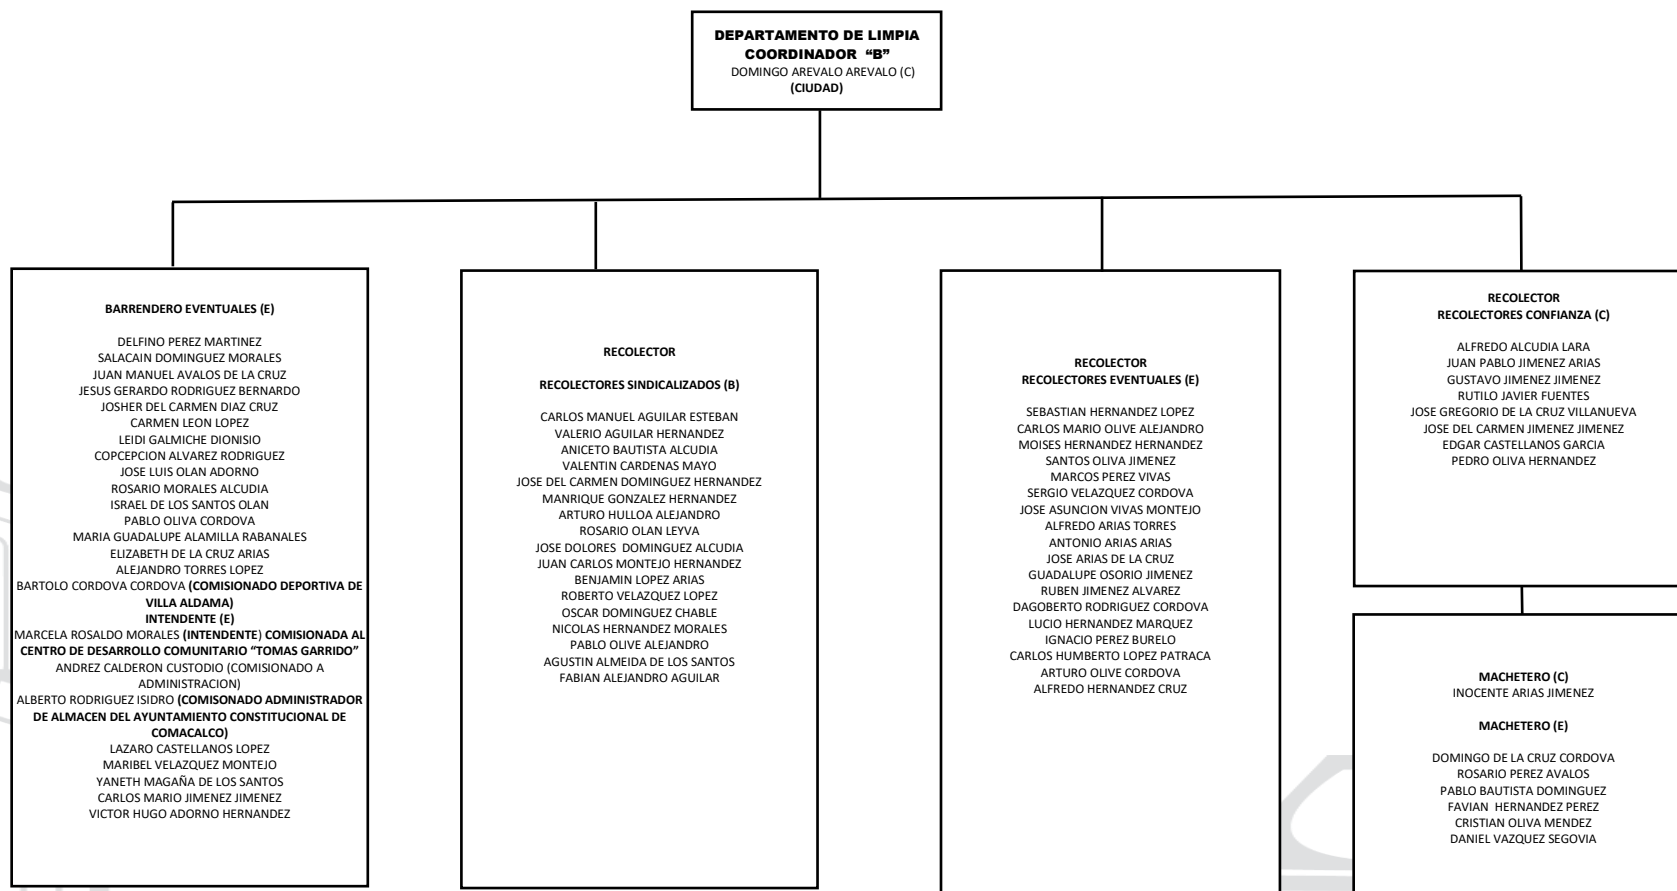 DEPARTAMENTO DE LIMPIA
COORDINADOR “B”
DOMINGO AREVALO AREVALO (C)
(CIUDAD)
BARRENDERO EVENTUALES (E)
DELFINO PEREZ MARTINEZ
SALACAIN DOMINGUEZ MORALES
JUAN MANUEL AVALOS DE LA CRUZ
JESUS GERARDO RODRIGUEZ BERNARDO
JOSHER DEL CARMEN DIAZ CRUZ
CARMEN LEON LOPEZ
LEIDI GALMICHE DIONISIO
COPCEPCION ALVAREZ RODRIGUEZ
JOSE LUIS OLAN ADORNO
ROSARIO MORALES ALCUDIA
ISRAEL DE LOS SANTOS OLAN
PABLO OLIVA CORDOVA
MARIA GUADALUPE ALAMILLA RABANALES
ELIZABETH DE LA CRUZ ARIAS
ALEJANDRO TORRES LOPEZ
BARTOLO CORDOVA CORDOVA (COMISIONADO DEPORTIVA DE
VILLA ALDAMA)
INTENDENTE (E)
MARCELA ROSALDO MORALES (INTENDENTE) COMISIONADA AL
CENTRO DE DESARROLLO COMUNITARIO “TOMAS GARRIDO”
ANDREZ CALDERON CUSTODIO (COMISIONADO A
ADMINISTRACION)
ALBERTO RODRIGUEZ ISIDRO (COMISONADO ADMINISTRADOR
DE ALMACEN DEL AYUNTAMIENTO CONSTITUCIONAL DE
COMACALCO)
LAZARO CASTELLANOS LOPEZ
MARIBEL VELAZQUEZ MONTEJO
YANETH MAGAÑA DE LOS SANTOS
CARLOS MARIO JIMENEZ JIMENEZ
VICTOR HUGO ADORNO HERNANDEZ
RECOLECTOR
RECOLECTORES SINDICALIZADOS (B)
CARLOS MANUEL AGUILAR ESTEBAN
VALERIO AGUILAR HERNANDEZ
ANICETO BAUTISTA ALCUDIA
VALENTIN CARDENAS MAYO
JOSE DEL CARMEN DOMINGUEZ HERNANDEZ
MANRIQUE GONZALEZ HERNANDEZ
ARTURO HULLOA ALEJANDRO
ROSARIO OLAN LEYVA
JOSE DOLORES DOMINGUEZ ALCUDIA
JUAN CARLOS MONTEJO HERNANDEZ
BENJAMIN LOPEZ ARIAS
ROBERTO VELAZQUEZ LOPEZ
OSCAR DOMINGUEZ CHABLE
NICOLAS HERNANDEZ MORALES
PABLO OLIVE ALEJANDRO
AGUSTIN ALMEIDA DE LOS SANTOS
FABIAN ALEJANDRO AGUILAR
RECOLECTOR
RECOLECTORES EVENTUALES (E)
SEBASTIAN HERNANDEZ LOPEZ
CARLOS MARIO OLIVE ALEJANDRO
MOISES HERNANDEZ HERNANDEZ
SANTOS OLIVA JIMENEZ
MARCOS PEREZ VIVAS
SERGIO VELAZQUEZ CORDOVA
JOSE ASUNCION VIVAS MONTEJO
ALFREDO ARIAS TORRES
ANTONIO ARIAS ARIAS
JOSE ARIAS DE LA CRUZ
GUADALUPE OSORIO JIMENEZ
RUBEN JIMENEZ ALVAREZ
DAGOBERTO RODRIGUEZ CORDOVA
LUCIO HERNANDEZ MARQUEZ
IGNACIO PEREZ BURELO
CARLOS HUMBERTO LOPEZ PATRACA
ARTURO OLIVE CORDOVA
ALFREDO HERNANDEZ CRUZ
RECOLECTOR
RECOLECTORES CONFIANZA (C)
ALFREDO ALCUDIA LARA
JUAN PABLO JIMENEZ ARIAS
GUSTAVO JIMENEZ JIMENEZ
RUTILO JAVIER FUENTES
JOSE GREGORIO DE LA CRUZ VILLANUEVA
JOSE DEL CARMEN JIMENEZ JIMENEZ
EDGAR CASTELLANOS GARCIA
PEDRO OLIVA HERNANDEZ
MACHETERO (C)
INOCENTE ARIAS JIMENEZ
MACHETERO (E)
DOMINGO DE LA CRUZ CORDOVA
ROSARIO PEREZ AVALOS
PABLO BAUTISTA DOMINGUEZ
FAVIAN HERNANDEZ PEREZ
CRISTIAN OLIVA MENDEZ
DANIEL VAZQUEZ SEGOVIA